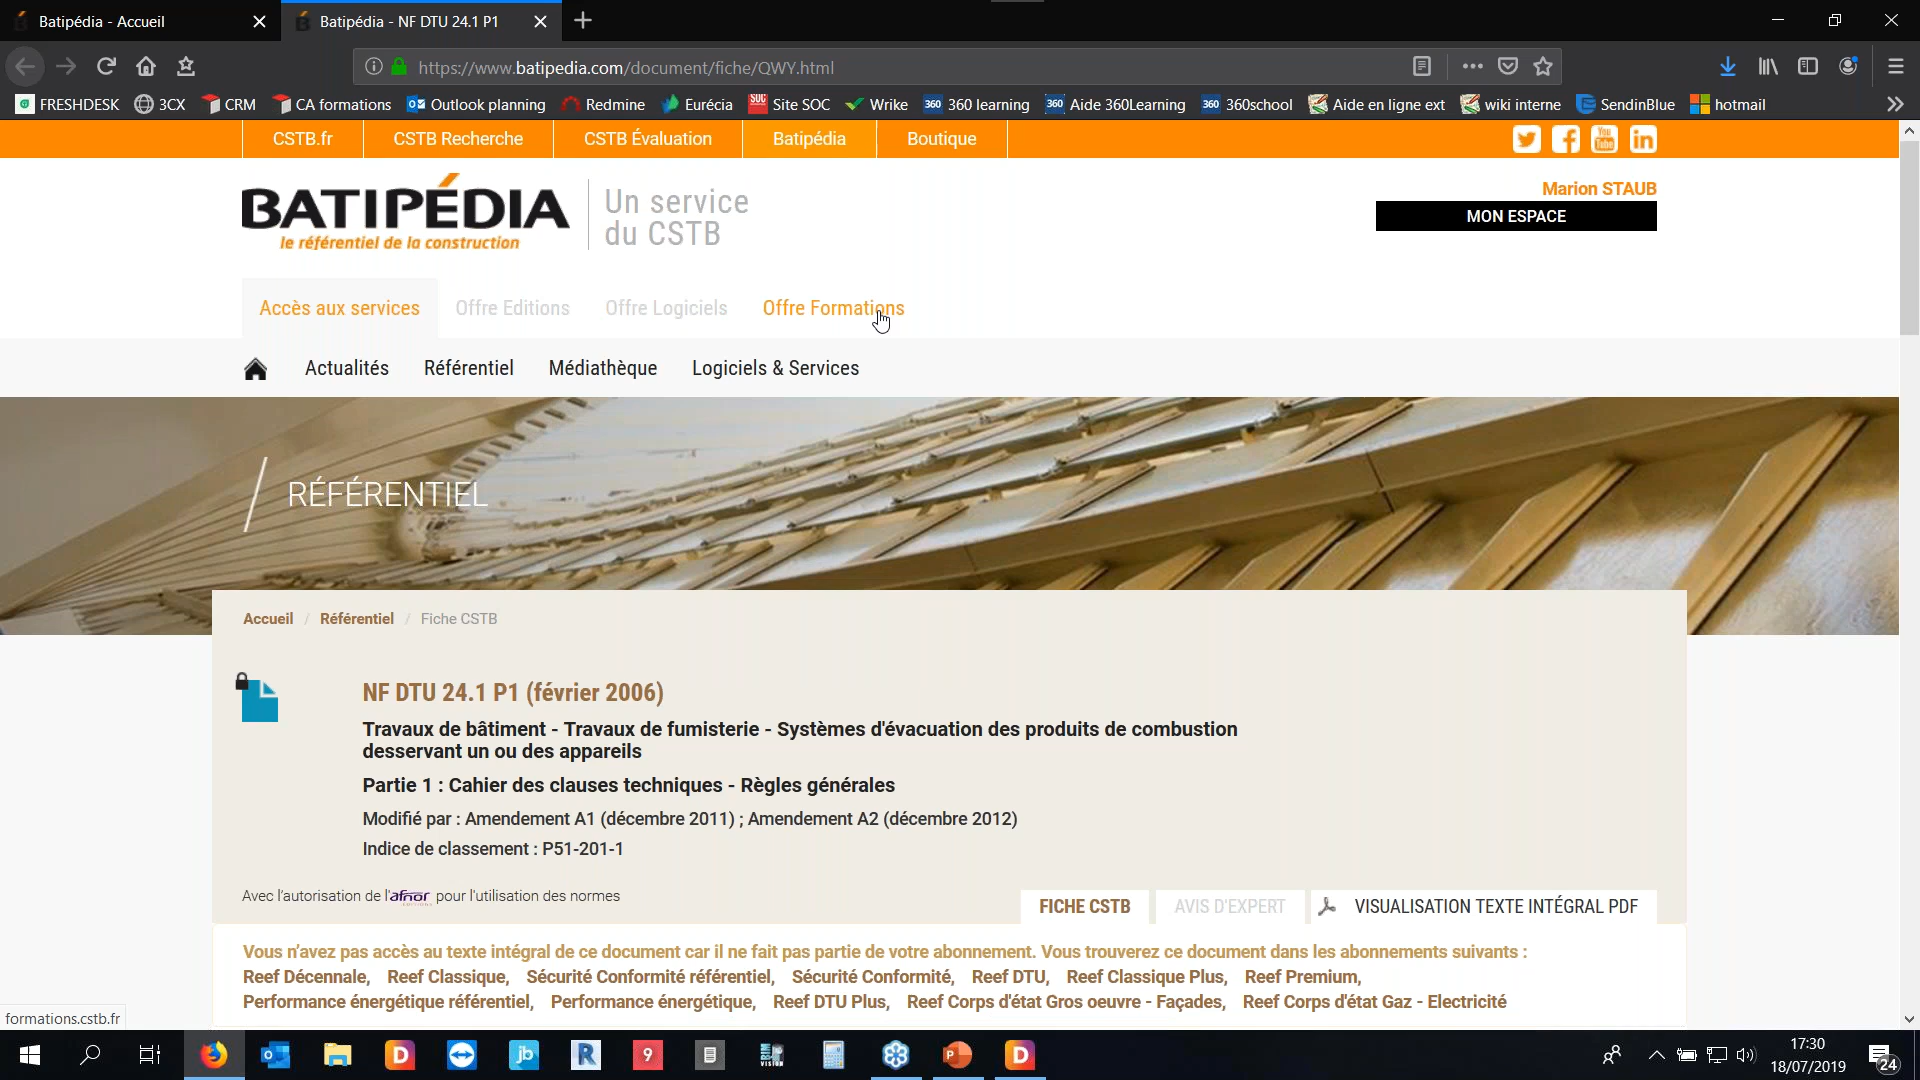 Batipédia - Accueil
Batipédia - NF DTU 24.1 P1
https://www.batipedia.com/document/fiche/QWY.html
FRESHDESK 3CX CRM CA formations Outlook planning Redmine Eurécia Site SOC Wrike 360 learning Aide 360Learning 360school Aide en ligne ext wiki interne SendinBlue hotmail
CSTB.fr CSTB Recherche CSTB Évaluation Batipédia Boutique
BATIPÉDIA
le référentiel de la construction
Un service
du CSTB
Marion STAUB
MON ESPACE
Accès aux services Offre Editions Offre Logiciels Offre Formations
Actualités Référentiel Médiathèque Logiciels & Services
RÉFÉRENTIEL
Accueil / Référentiel / Fiche CSTB
NF DTU 24.1 P1 (février 2006)
Travaux de bâtiment - Travaux de fumisterie - Systèmes d'évacuation des produits de combustion
desservant un ou des appareils
Partie 1 : Cahier des clauses techniques - Règles générales
Modifié par : Amendement A1 (décembre 2011) ; Amendement A2 (décembre 2012)
Indice de classement : P51-201-1
Avec l'autorisation de l'afnor pour l'utilisation des normes
FICHE CSTB AVIS D'EXPERT VISUALISATION TEXTE INTÉGRAL PDF
Vous n'avez pas accès au texte intégral de ce document car il ne fait pas partie de votre abonnement. Vous trouverez ce document dans les abonnements suivants :
Reef Décennale, Reef Classique, Sécurité Conformité référentiel, Sécurité Conformité, Reef DTU, Reef Classique Plus, Reef Premium,
Performance énergétique référentiel, Performance énergétique, Reef DTU Plus, Reef Corps d'état Gros oeuvre - Façades, Reef Corps d'état Gaz - Electricité
formations.cstb.fr
17:30
18/07/2019
24